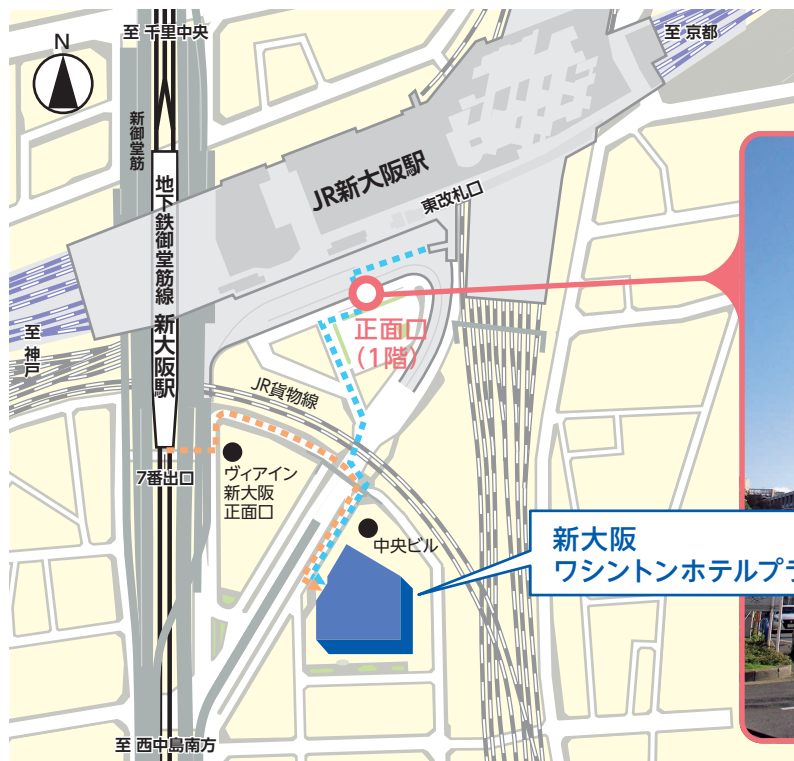 N
至 千里中央
至 京都
新御堂筋
地下鉄御堂筋線 新大阪駅
JR新大阪駅
東改札口
正面口
(1階)
至 神戸
JR貨物線
7番出口
ヴィアイン
新大阪
正面口
中央ビル
新大阪
ワシントンホテルプラ
至 西中島南方